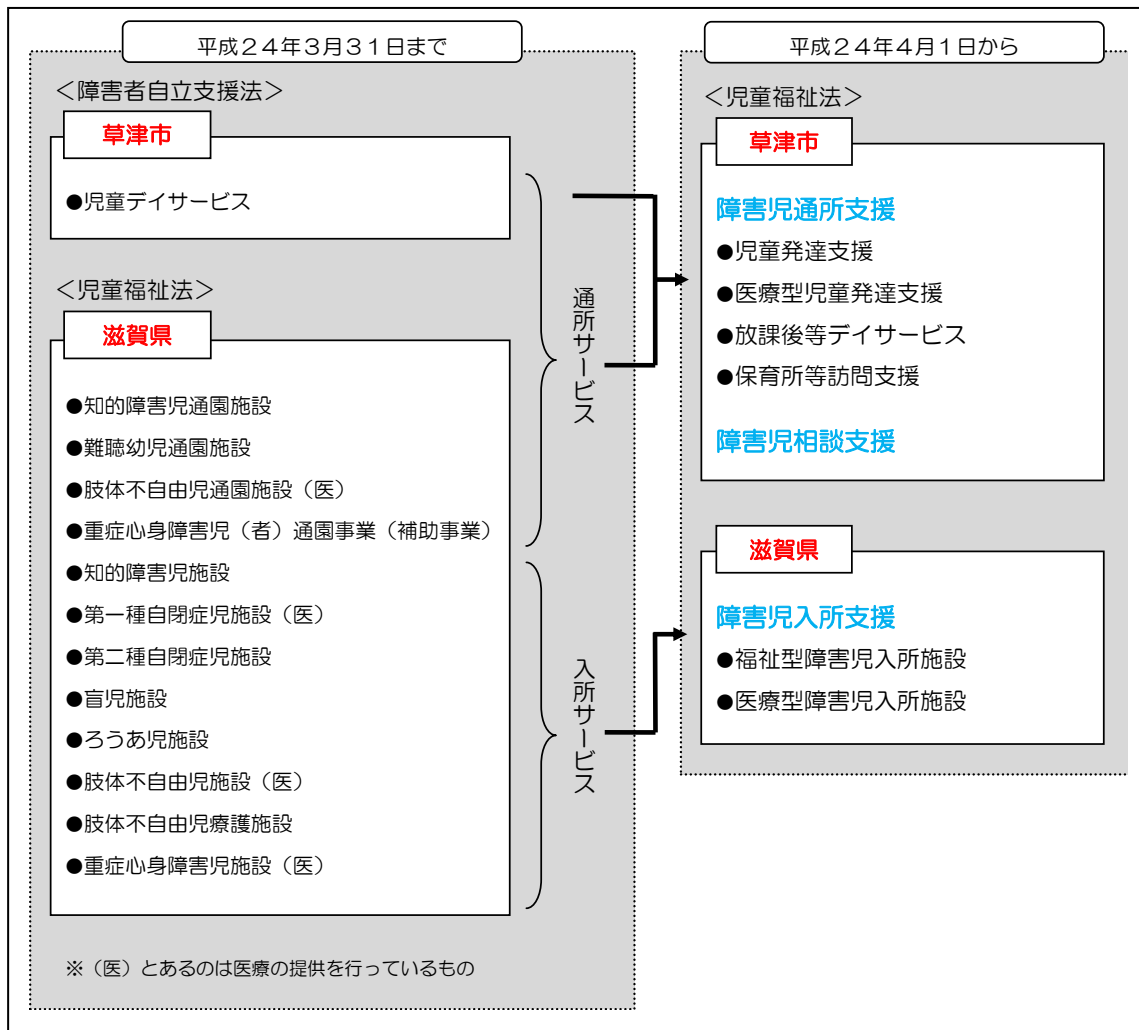 平成２４年３月３１日まで
＜障害者自立支援法＞
草津市
●児童デイサービス
＜児童福祉法＞
滋賀県
●知的障害児通園施設
●難聴幼児通園施設
●肢体不自由児通園施設（医）
●重症心身障害児（者）通園事業（補助事業）
●知的障害児施設
●第一種自閉症児施設（医）
●第二種自閉症児施設
●盲児施設
●ろうあ児施設
●肢体不自由児施設（医）
●肢体不自由児療護施設
●重症心身障害児施設（医）
※（医）とあるのは医療の提供を行っているもの
通所サービス
入所サービス
平成２４年４月１日から
＜児童福祉法＞
草津市
障害児通所支援
●児童発達支援
●医療型児童発達支援
●放課後等デイサービス
●保育所等訪問支援
障害児相談支援
滋賀県
障害児入所支援
●福祉型障害児入所施設
●医療型障害児入所施設